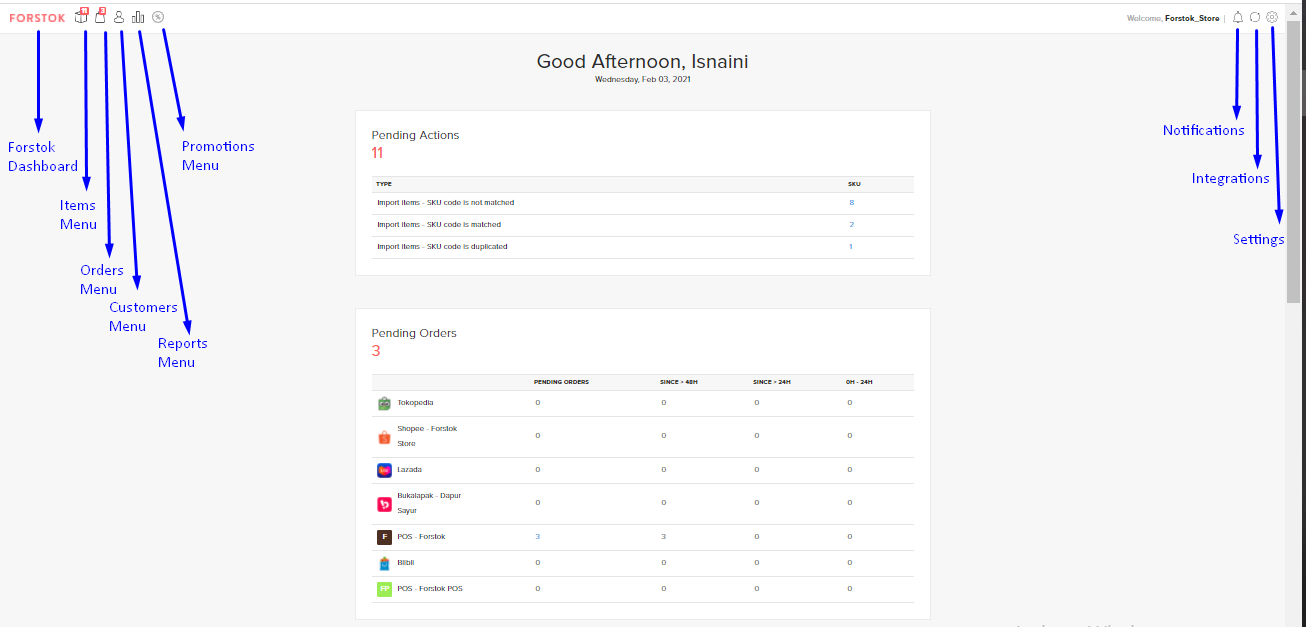 FORSTOK 11 3 Welcome, Forstok_Store |
Good Afternoon, Isnaini
Wednesday, Feb 03, 2021
Forstok
Dashboard
Items
Menu
Orders
Menu
Customers
Menu
Reports
Menu
Promotions
Menu
Notifications
Integrations
Settings
Pending Actions
11
TYPE SKU
Import items - SKU code is not matched 8
Import items - SKU code is matched 2
Import items - SKU code is duplicated 1
Pending Orders
3
PENDING ORDERS SINCE > 48H SINCE > 24H 0H - 24H
Tokopedia 0 0 0 0
Shopee - Forstok
Store 0 0 0 0
Lazada 0 0 0 0
Bukalapak - Dapur
Sayur 0 0 0 0
F POS - Forstok 3 3 0 0
Blibli 0 0 0 0
FP POS - Forstok POS 0 0 0 0